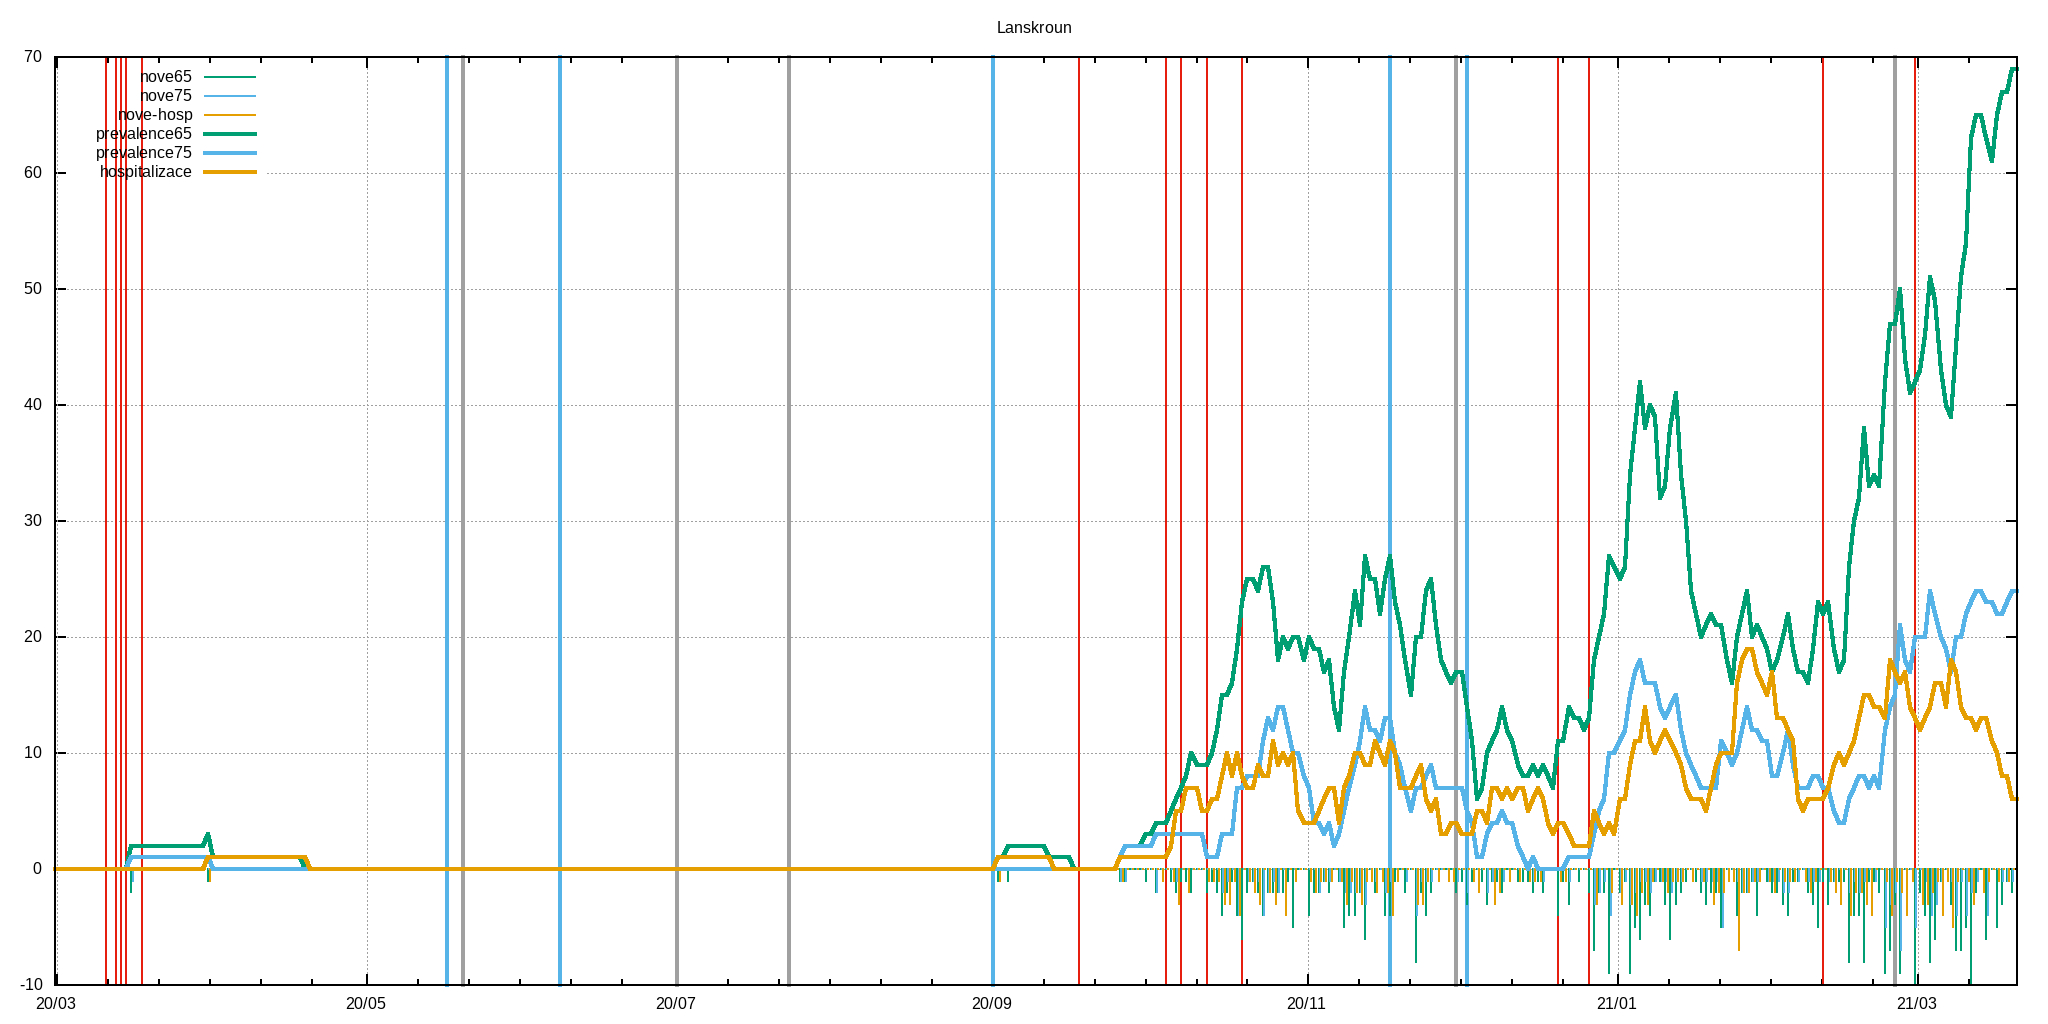 Lanskroun
70
nove65
nove75
nove-hosp
prevalence65
prevalence75
hospitalizace
60
50
40
30
20
10
0
-10
20/03 20/05 20/07 20/09 20/11 21/01 21/03